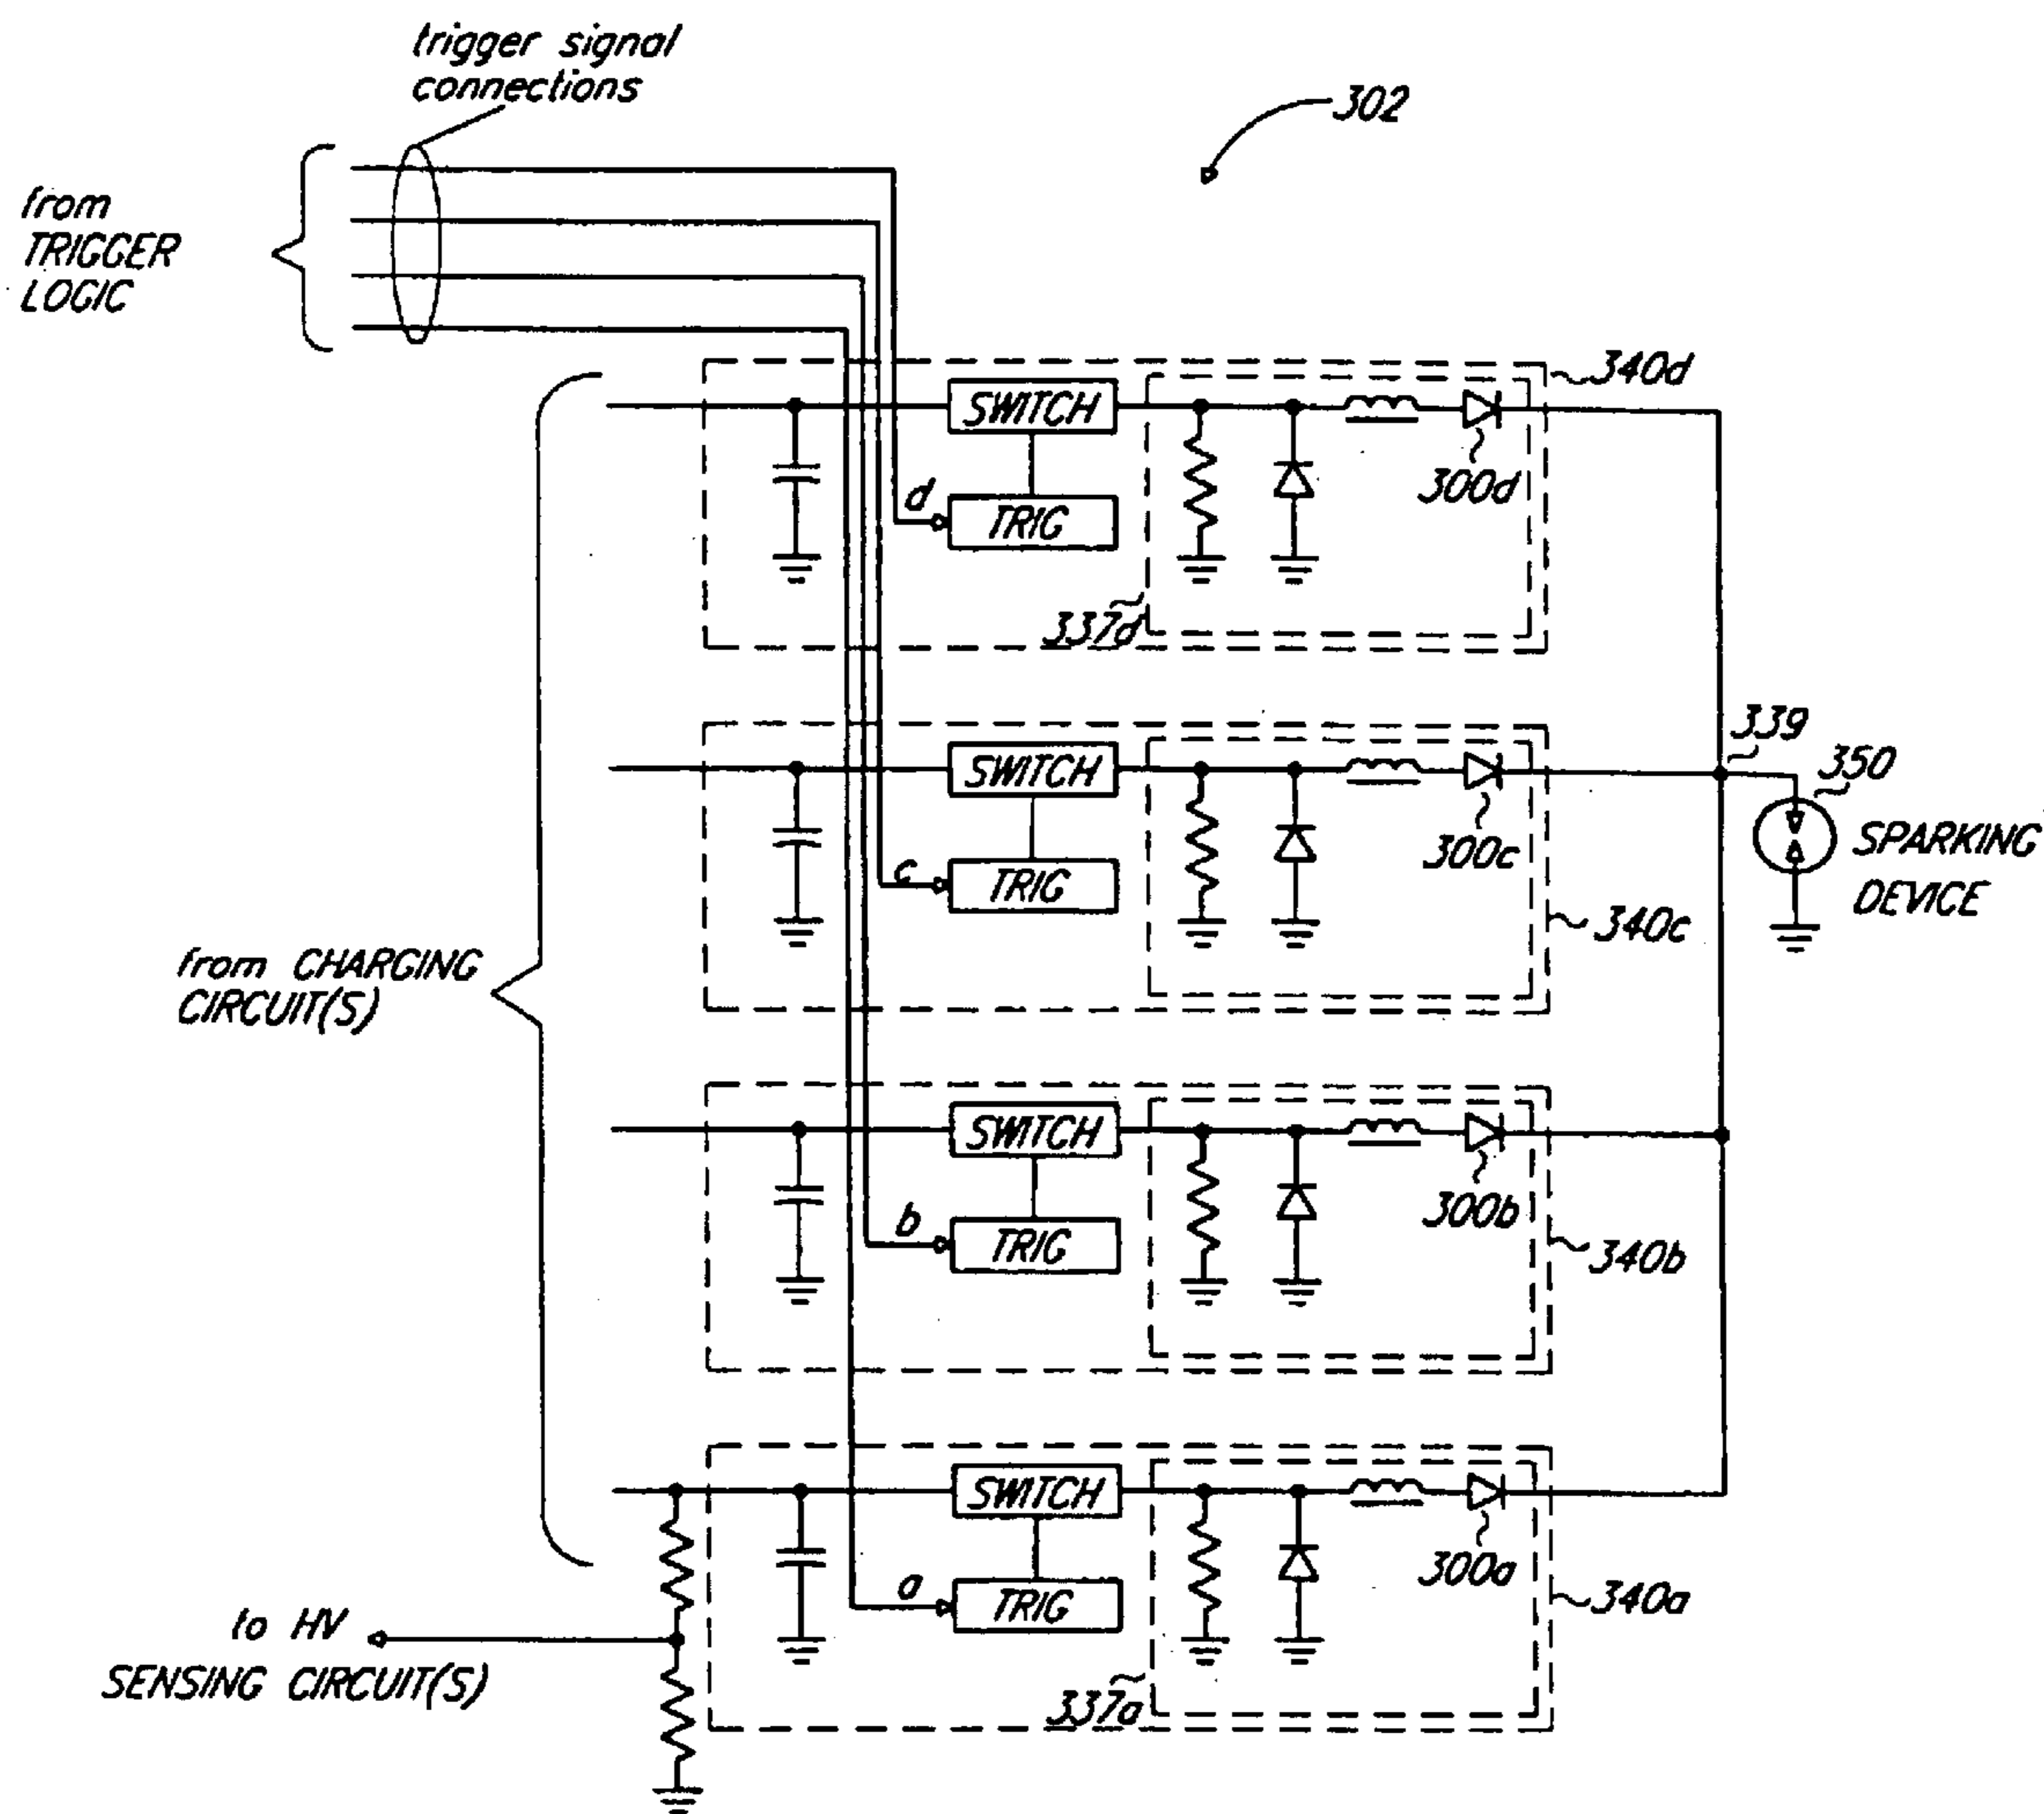 trigger signal
connections
302
from
TRIGGER
LOGIC
340d
SWITCH
300d
d
TRIG
337d
339
350
SWITCH
300c
SPARKING
DEVICE
c
TRIG
340c
from CHARGING
CIRCUIT(S)
SWITCH
300b
b
TRIG
340b
SWITCH
300a
a
TRIG
340a
to HV
SENSING CIRCUIT(S)
337a